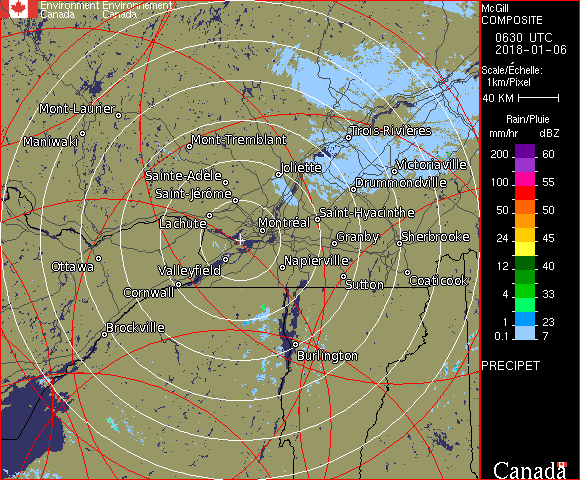 Environment Environnement
Canada Canada
McGill
COMPOSITE
0630 UTC
2018-01-06
Scale/Échelle:
1km/Pixel
40 KM
Rain/Pluie
mm/hr dBZ
200 60
100 55
50 50
24 45
12 40
4 33
1 23
0.1 7
PRECIPET
Canada
Mont-Laurier
Maniwaki
Mont-Tremblant
Trois-Rivières
Joliette
Victoriaville
Sainte-Adèle
Drummondville
Saint-Jérôme
Saint-Hyacinthe
Lachute
Montréal
Granby
Sherbrooke
Ottawa
Valleyfield
Napierville
Cornwall
Sutton
Coaticook
Brockville
Burlington